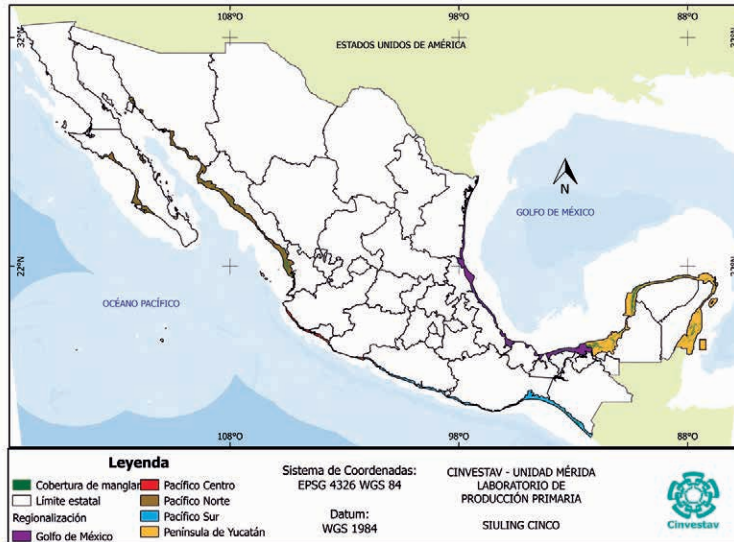 108°O
98°O
88°O
32°N
32°N
ESTADOS UNIDOS DE AMÉRICA
N
GOLFO DE MÉXICO
22°N
22°N
OCÉANO PACÍFICO
108°O
98°O
88°O
Leyenda
Cobertura de manglar
Límite estatal
Regionalización
Golfo de México
Pacífico Centro
Pacífico Norte
Pacífico Sur
Península de Yucatán
Sistema de Coordenadas:
EPSG 4326 WGS 84
Datum:
WGS 1984
CINVESTAV - UNIDAD MÉRIDA
LABORATORIO DE
PRODUCCIÓN PRIMARIA
SIULING CINCO
Cinvestav